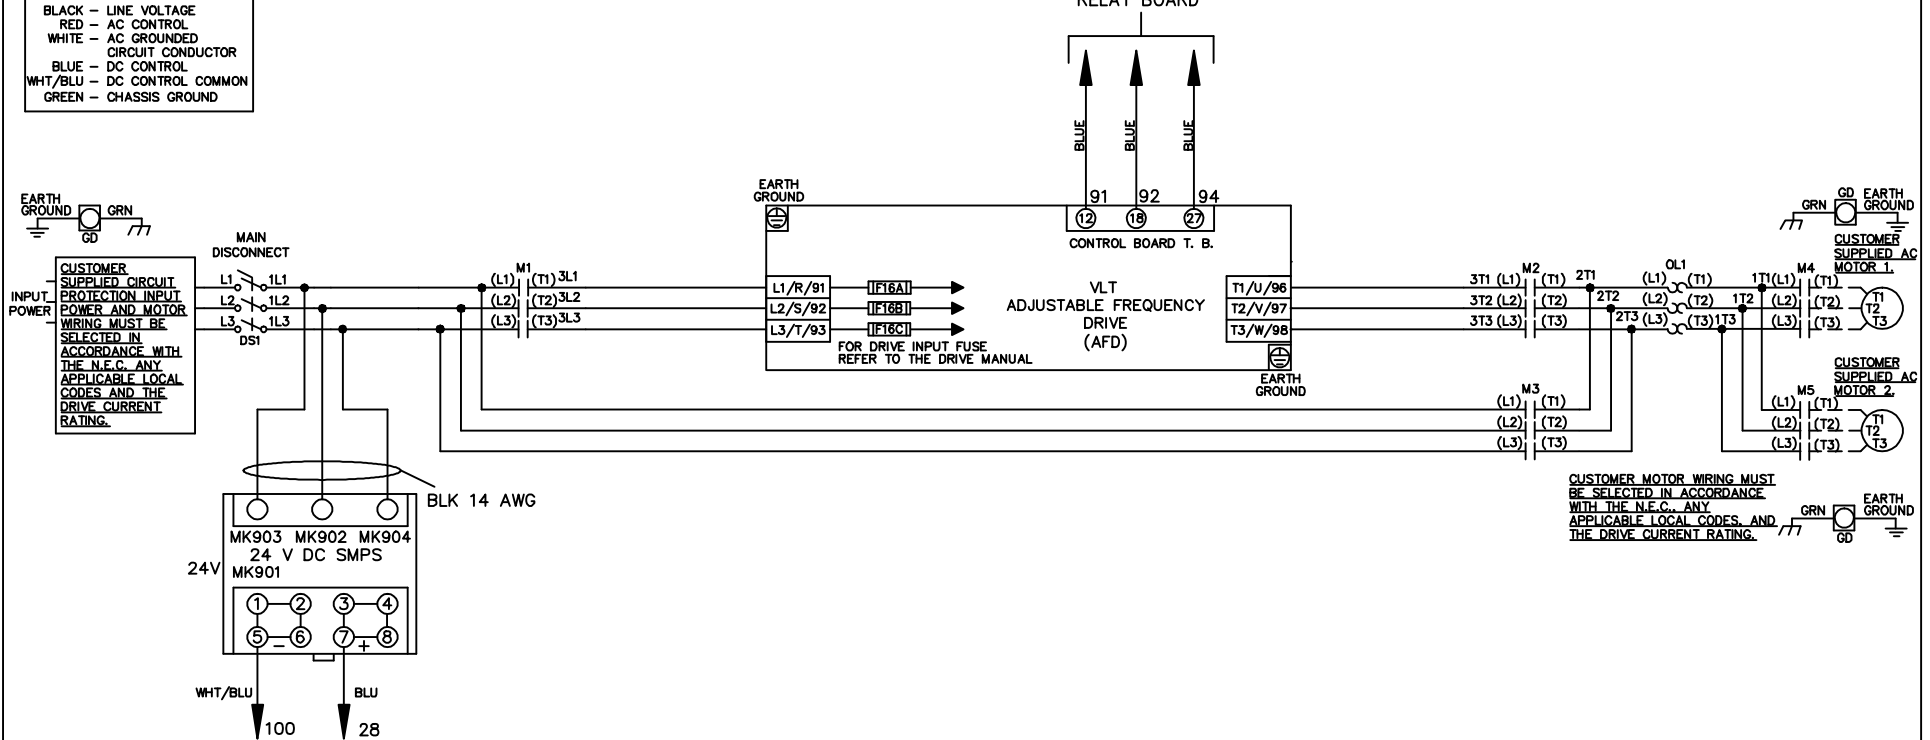 BLACK – LINE VOLTAGE
RED – AC CONTROL
WHITE – AC GROUNDED
CIRCUIT CONDUCTOR
BLUE – DC CONTROL
WHT/BLU – DC CONTROL COMMON
GREEN – CHASSIS GROUND
RELAY BOARD
BLUE
BLUE
BLUE
91
92
94
12
18
27
CONTROL BOARD T. B.
EARTH
GROUND
GRN
GD
MAIN
DISCONNECT
INPUT
POWER
CUSTOMER
SUPPLIED CIRCUIT
PROTECTION INPUT
POWER AND MOTOR
WIRING MUST BE
SELECTED IN
ACCORDANCE WITH
THE N.E.C. ANY
APPLICABLE LOCAL
CODES AND THE
DRIVE CURRENT
RATING.
L1 1L1
L2 1L2
L3 1L3
DS1
M1
(L1) (T1) 3L1
(L2) (T2) 3L2
(L3) (T3) 3L3
EARTH
GROUND
L1/R/91
L2/S/92
L3/T/93
F16A
F16B
F16C
FOR DRIVE INPUT FUSE
REFER TO THE DRIVE MANUAL
VLT
ADJUSTABLE FREQUENCY
DRIVE
(AFD)
T1/U/96
T2/V/97
T3/W/98
EARTH
GROUND
M2
3T1 (L1) (T1) 2T1
3T2 (L2) (T2) 2T2
3T3 (L3) (T3) 2T3
OL1
(L1) (T1) 1T1
(L2) (T2) 1T2
(L3) (T3) 1T3
M4
(L1) (T1)
(L2) (T2)
(L3) (T3)
T1
T2
T3
GRN
GD
EARTH
GROUND
CUSTOMER
SUPPLIED AC
MOTOR 1.
M3
(L1) (T1)
(L2) (T2)
(L3) (T3)
CUSTOMER
SUPPLIED AC
MOTOR 2.
M5
(L1) (T1)
(L2) (T2)
(L3) (T3)
T1
T2
T3
CUSTOMER MOTOR WIRING MUST
BE SELECTED IN ACCORDANCE
WITH THE N.E.C., ANY
APPLICABLE LOCAL CODES, AND
THE DRIVE CURRENT RATING.
GRN
GD
EARTH
GROUND
BLK 14 AWG
MK903 MK902 MK904
24 V DC SMPS
24V
MK901
1 2 3 4
5 – 6 7 + 8
WHT/BLU
BLU
100
28